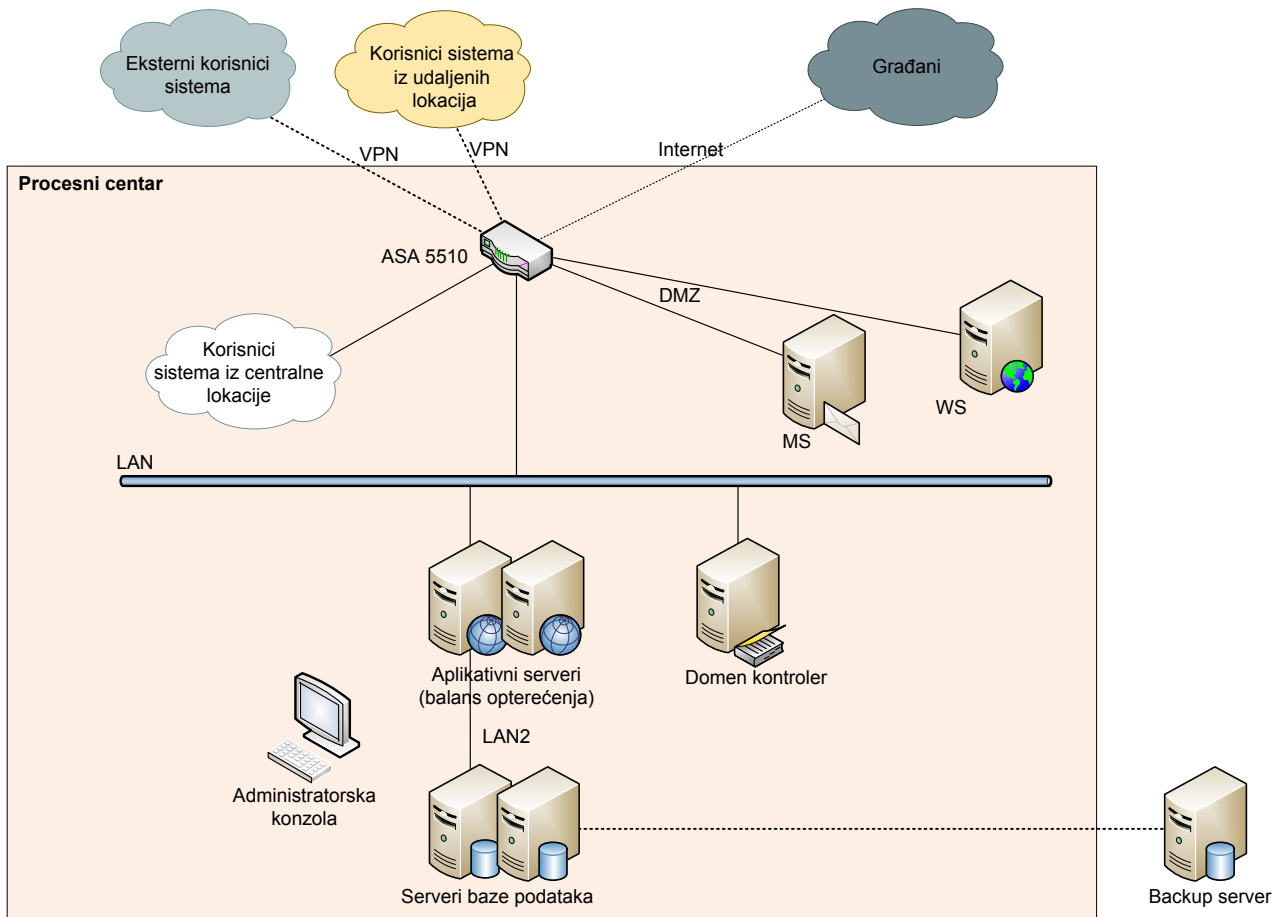 Eksterni korisnici
sistema
Korisnici sistema
iz udaljenih
lokacija
Građani
VPN
VPN
Internet
Procesni centar
ASA 5510
DMZ
Korisnici
sistema iz centralne
lokacije
MS
WS
LAN
Aplikativni serveri
(balans opterećenja)
Domen kontroler
LAN2
Administratorska
konzola
Serveri baze podataka
Backup server